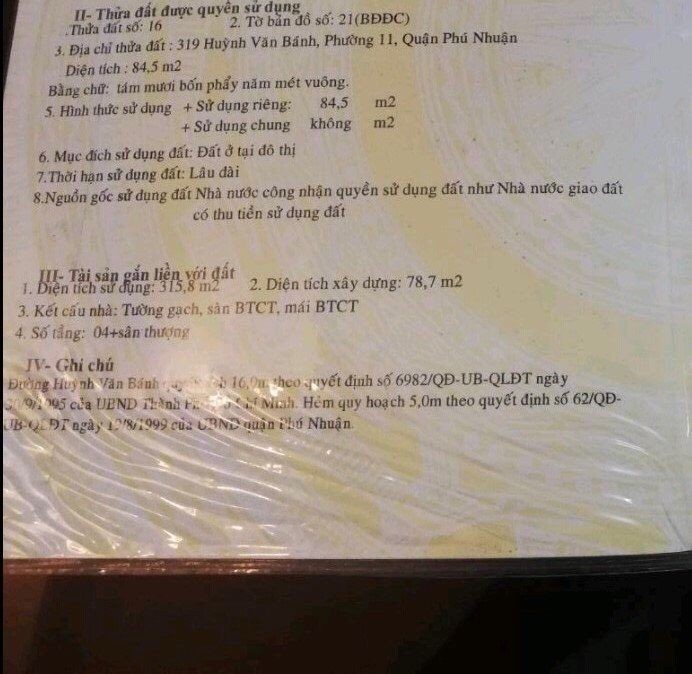 II- Thửa đất được quyền sử dụng
.Thửa đất số: 16 2. Tờ bản đồ số: 21(BĐĐC)
3. Địa chỉ thửa đất : 319 Huỳnh Văn Bánh, Phường 11, Quận Phú Nhuận
Diện tích : 84,5 m2
Bằng chữ: tám mươi bốn phẩy năm mét vuông.
5. Hình thức sử dụng + Sử dụng riêng: 84,5 m2
+ Sử dụng chung không m2
6. Mục đích sử dụng đất: Đất ở tại đô thị
7.Thời hạn sử dụng đất: Lâu dài
8.Nguồn gốc sử dụng đất Nhà nước công nhận quyền sử dụng đất như Nhà nước giao đất
có thu tiền sử dụng đất
III- Tài sản gắn liền với đất
1. Diện tích sử dụng: 315,8 m2 2. Diện tích xây dựng: 78,7 m2
3. Kết cấu nhà: Tường gạch, sàn BTCT, mái BTCT
4. Số tầng: 04+sân thượng
IV- Ghi chú
Đường Huỳnh Văn Bánh 16,0m theo quyết định số 6982/QĐ-UB-QLĐT ngày
30/9/1995 của UBND Thành Minh. Hẻm quy hoạch 5,0m theo quyết định số 62/QĐ-
UB-QLĐT ngày 12/8/1999 của UBND quận Phú Nhuận.